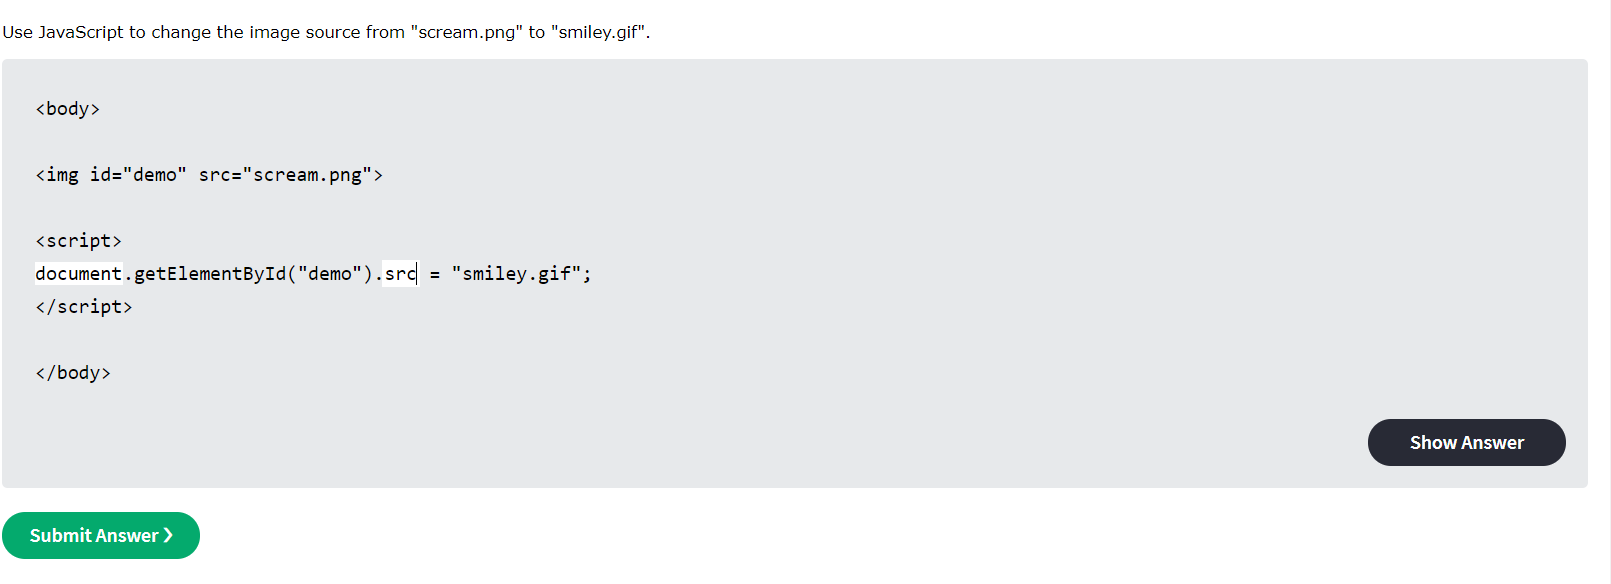 Use JavaScript to change the image source from "scream.png" to "smiley.gif".
<body>
<img id="demo" src="scream.png">
<script>
document.getElementById("demo").src = "smiley.gif";
</script>
</body>
Show Answer
Submit Answer ❯